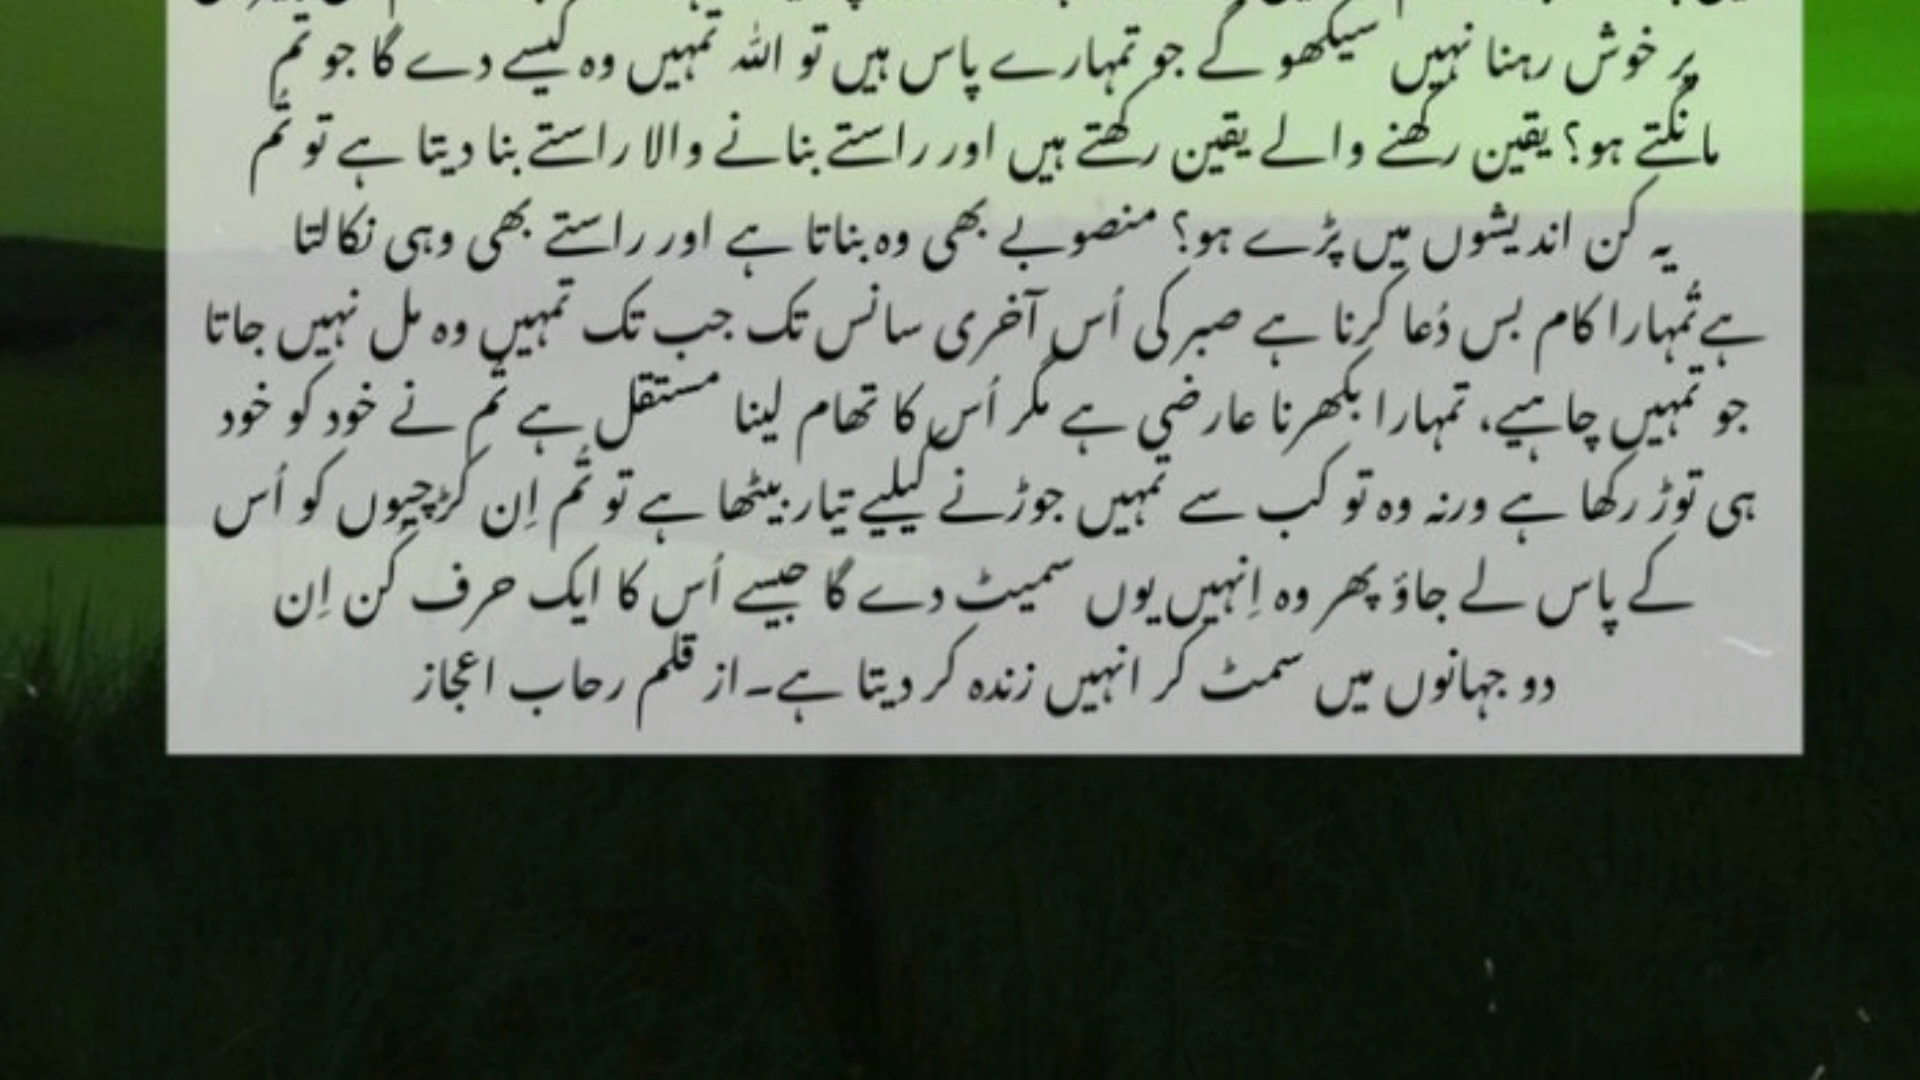 پر خوش رہنا نہیں سیکھو گے جو تمہارے پاس ہیں تو اللہ تمہیں وہ کیسے دے گا جو تم
مانگتے ہو؟ یقین رکھنے والے یقین رکھتے ہیں اور راستے بنانے والا راستے بنا دیتا ہے تو تُم
یہ کن اندیشوں میں پڑے ہو؟ منصوبے بھی وہ بناتا ہے اور راستے بھی وہی نکالتا
ہے تُمہارا کام بس دُعا کرنا ہے صبر کی اُس آخری سانس تک جب تک تمہیں وہ مل نہیں جاتا
جو تمہیں چاہیے، تمہارا بکھرنا عارضی ہے مگر اُس کا تھام لینا مستقل ہے تُم نے خود کو خود
ہی توڑ رکھا ہے ورنہ وہ تو کب سے تمہیں جوڑنے کیلیے تیار بیٹھا ہے تو تُم اِن کڑچیوں کو اُس
کے پاس لے جاؤ پھر وہ اِنہیں یوں سمیٹ دے گا جیسے اُس کا ایک حرف کن اِن
دو جہانوں میں سمٹ کر انہیں زندہ کر دیتا ہے۔از قلم رحاب اعجاز